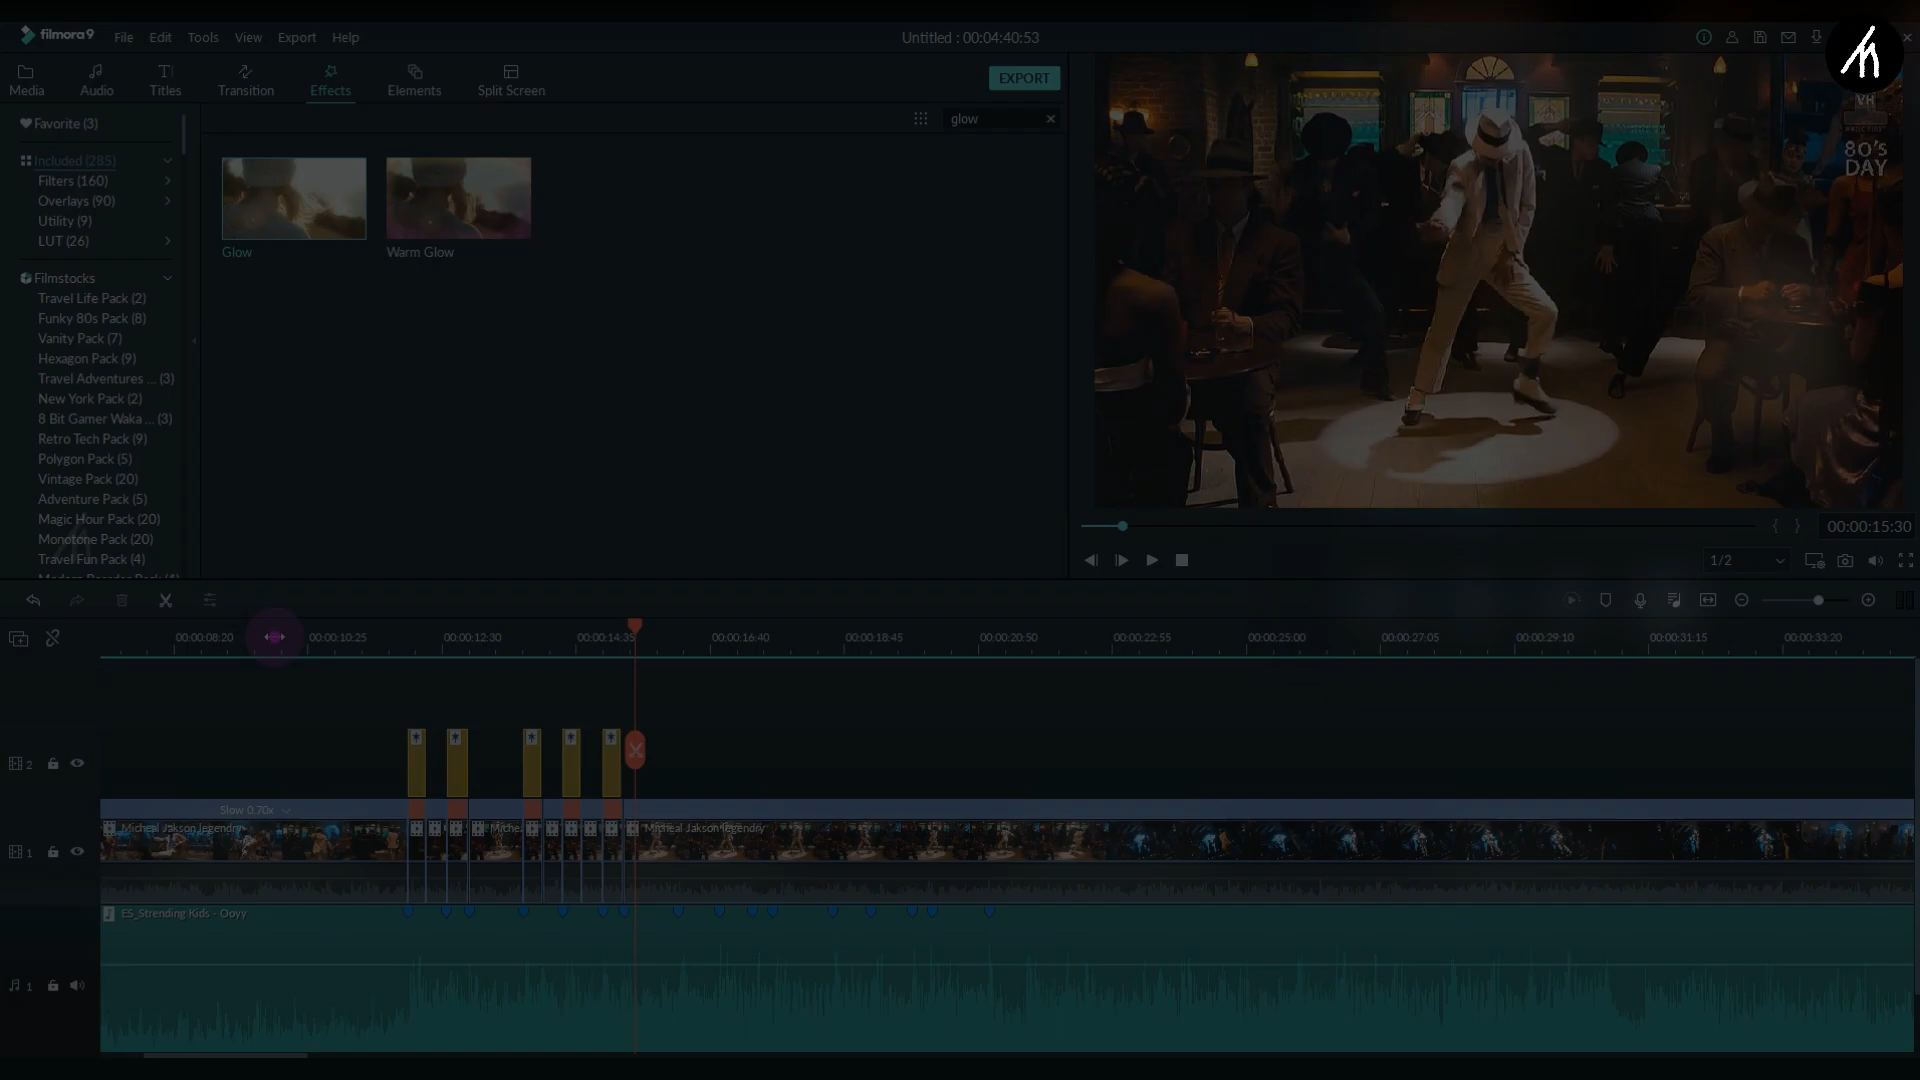 filmora9 File Edit Tools View Export Help
Untitled : 00:04:40:53
Media Audio Titles Transition Effects Elements Split Screen
EXPORT
Favorite (3)
glow
Included (285)
Filters (160)
Overlays (90)
Utility (9)
LUT (26)
Glow
Warm Glow
Filmstocks
Travel Life Pack (2)
Funky 80s Pack (8)
Vanity Pack (7)
Hexagon Pack (9)
Travel Adventures ... (3)
New York Pack (2)
8 Bit Gamer Waka ... (3)
Retro Tech Pack (9)
Polygon Pack (5)
Vintage Pack (20)
Adventure Pack (5)
Magic Hour Pack (20)
Monotone Pack (20)
Travel Fun Pack (4)
VH
80's
DAY
00:00:15:30
1/2
00:00:08:20 00:00:10:25 00:00:12:30 00:00:14:35 00:00:16:40 00:00:18:45 00:00:20:50 00:00:22:55 00:00:25:00 00:00:27:05 00:00:29:10 00:00:31:15 00:00:33:20
2
Slow 0.70x
Micheal Jakson legendry
Miche
Micheal Jakson legendry
1
ES_Strending Kids - Ooyy
1